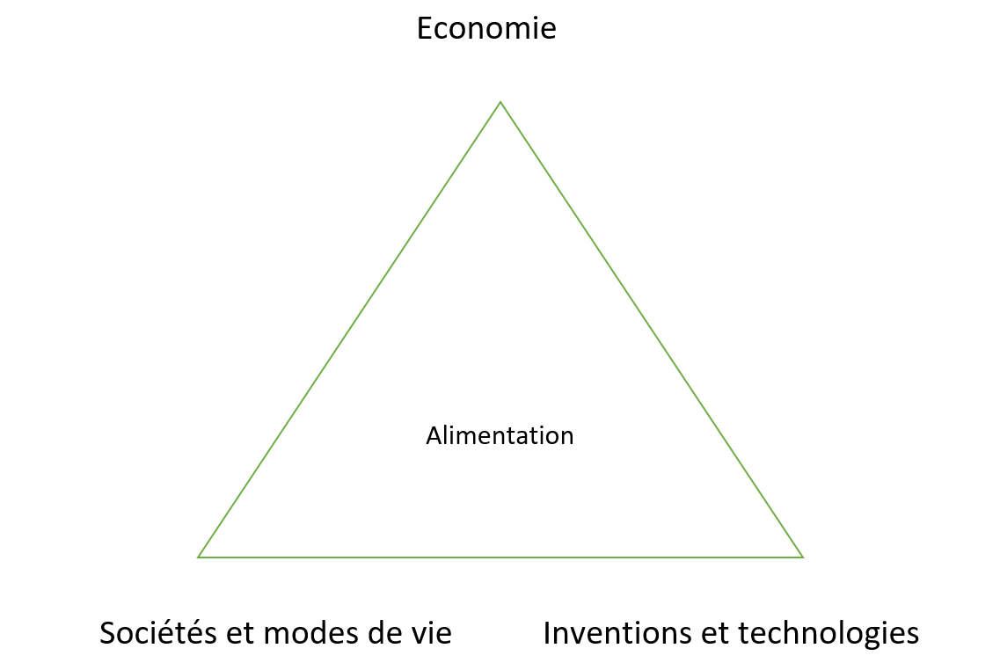 Economie
Alimentation
Sociétés et modes de vie
Inventions et technologies